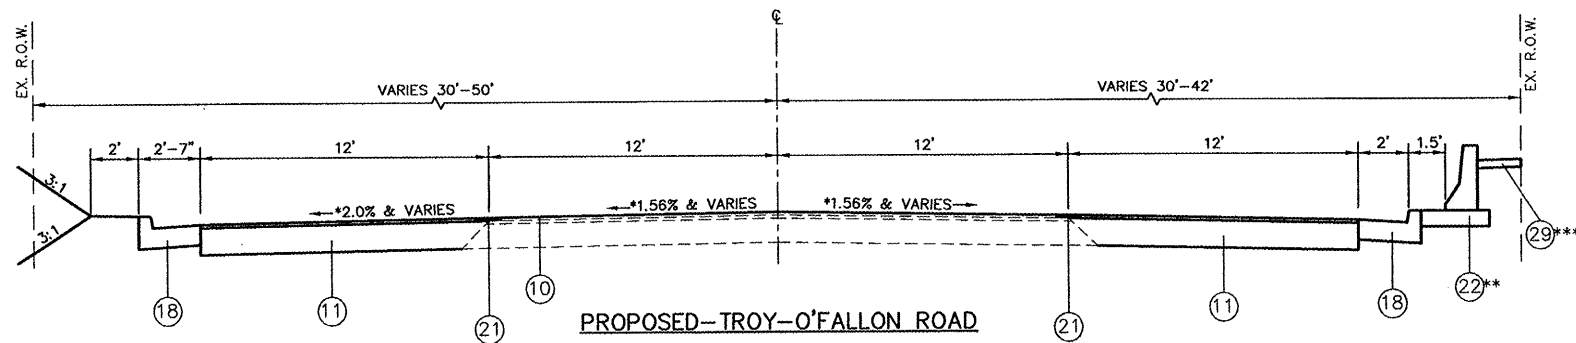 ℄
EX. R.O.W.
EX. R.O.W.
VARIES 30'-50'
VARIES 30'-42'
2'
2'-7"
12'
12'
12'
12'
2'
1.5'
3:1
3:1
*2.0% & VARIES
*1.56% & VARIES
*1.56% & VARIES
29***
22**
18
11
21
10
21
11
18
PROPOSED-TROY-O'FALLON ROAD